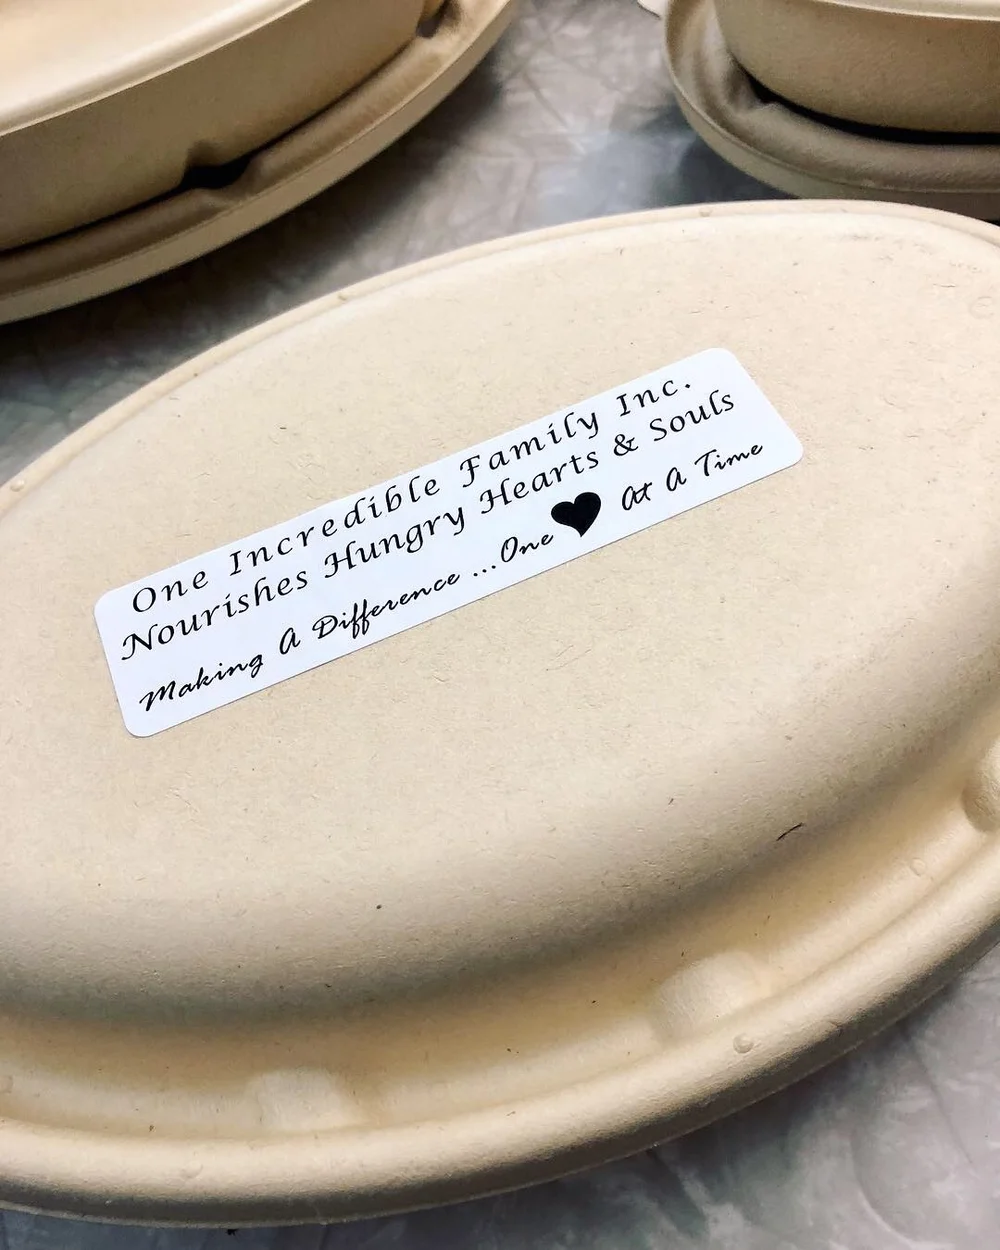 One Incredible Family Inc.
Nourishes Hungry Hearts & Souls
Making A Difference ...One ♥ At A Time